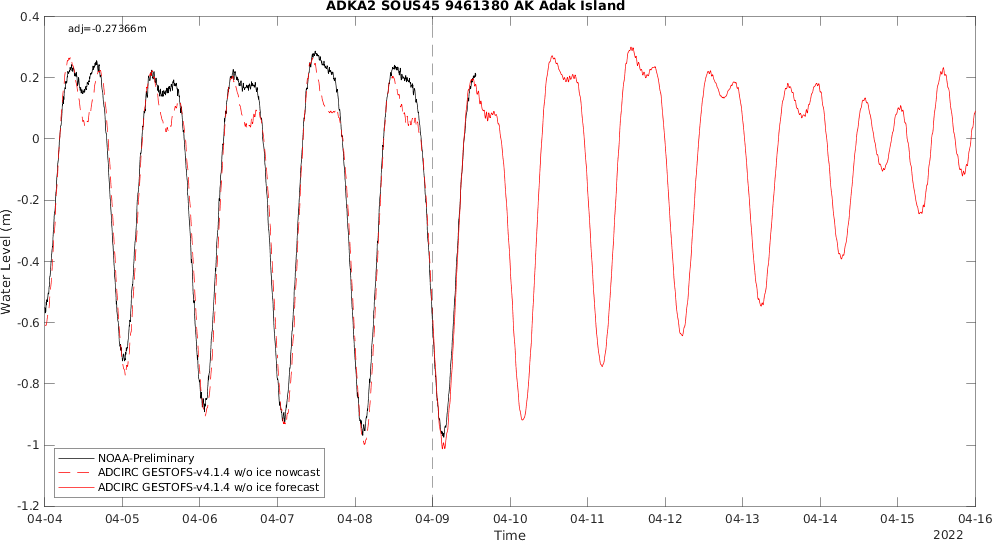 ADKA2 SOUS45 9461380 AK Adak Island
adj=-0.27366m
0.4
0.2
0
-0.2
-0.4
-0.6
-0.8
-1
-1.2
Water Level (m)
NOAA-Preliminary
ADCIRC GESTOFS-v4.1.4 w/o ice nowcast
ADCIRC GESTOFS-v4.1.4 w/o ice forecast
04-04 04-05 04-06 04-07 04-08 04-09 04-10 04-11 04-12 04-13 04-14 04-15 04-16
Time
2022